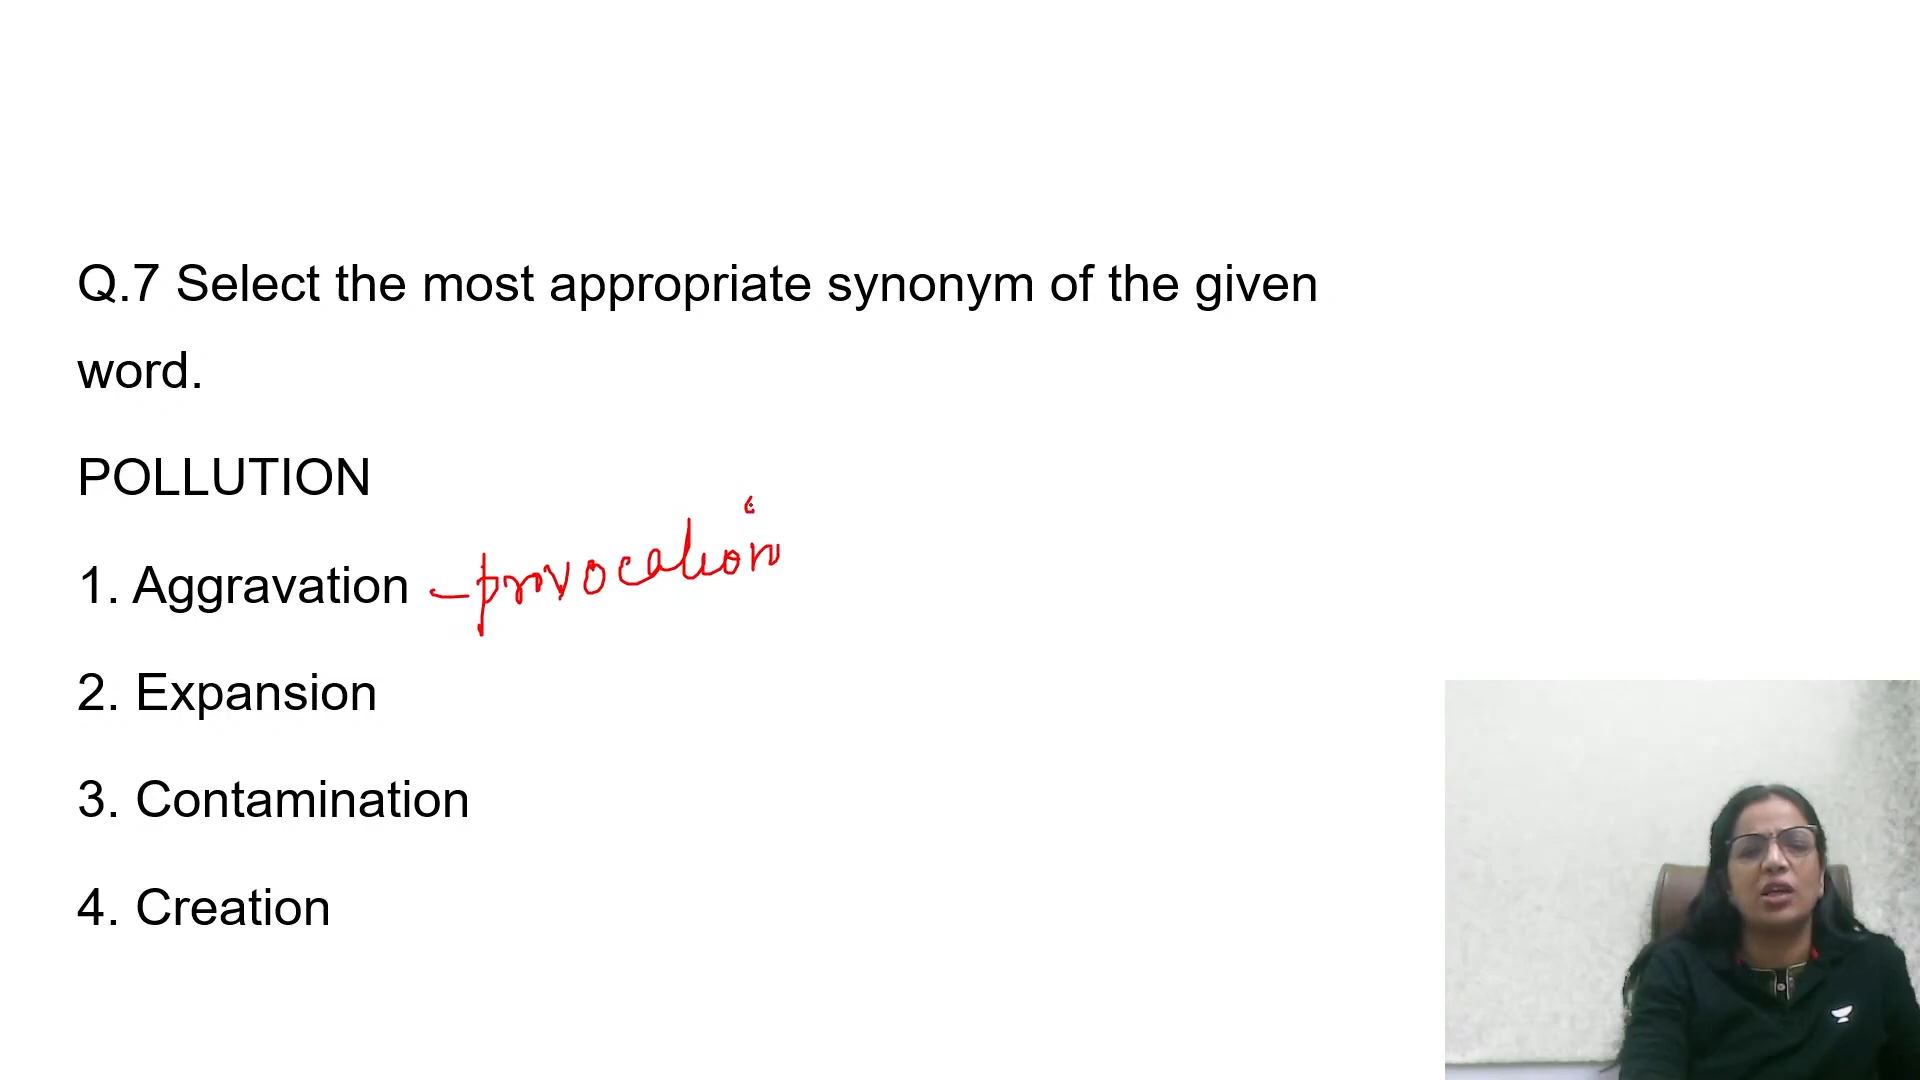 Q.7 Select the most appropriate synonym of the given
word.
POLLUTION
1. Aggravation – provocation
2. Expansion
3. Contamination
4. Creation